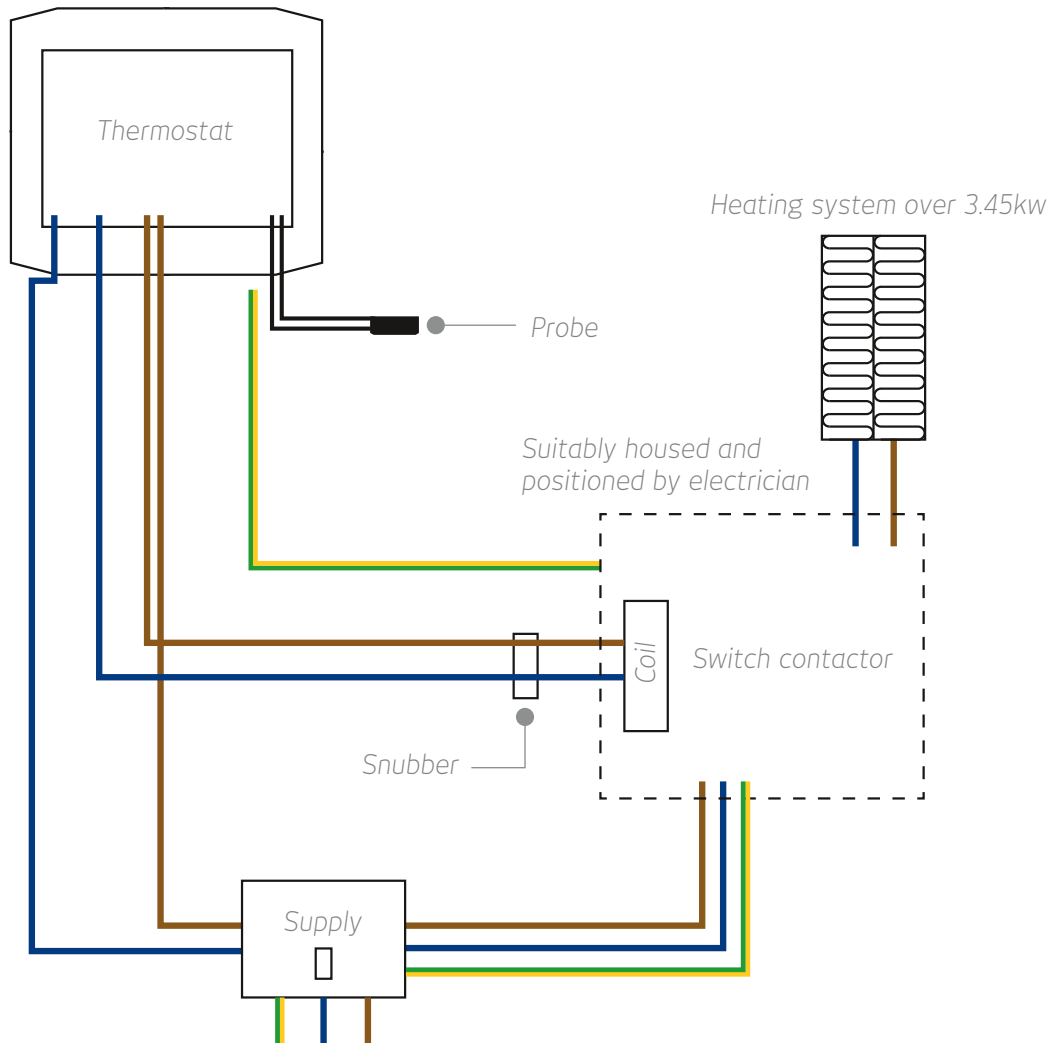 Thermostat
Heating system over 3.45kw
Probe
Suitably housed and
positioned by electrician
Coil
Switch contactor
Snubber
Supply